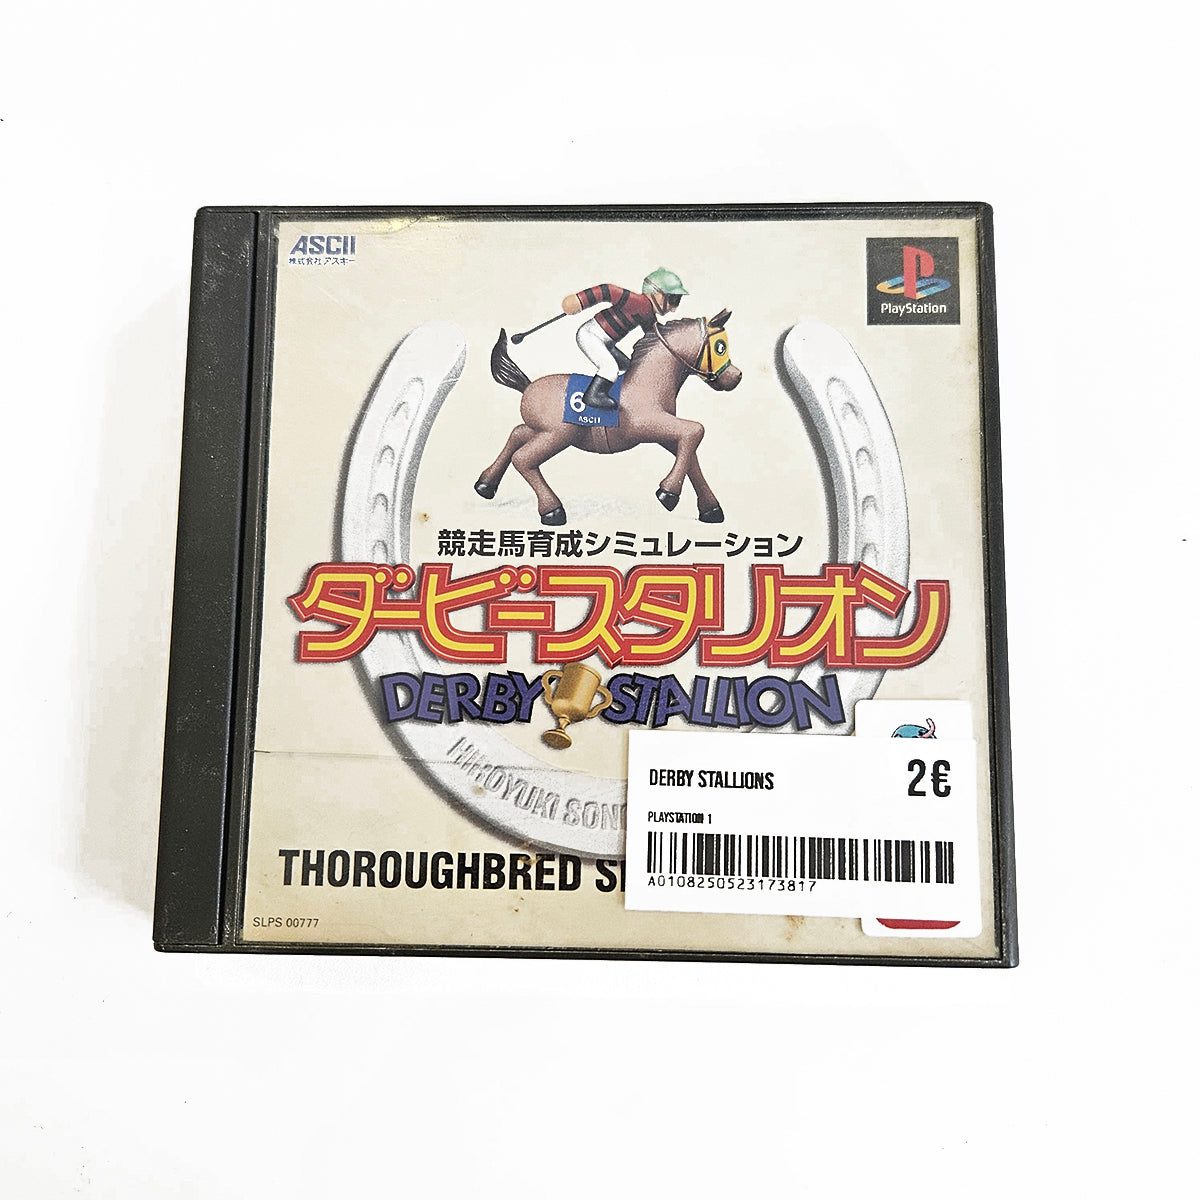 ASCII
株式会社アスキー
PlayStation
6
ASCII
競走馬育成シミュレーション
ダービースタリオン
DERBY STALLION
HIROYUKI SONO
THOROUGHBRED
SLPS 00777
DERBY STALLIONS
2€
PLAYSTATION 1
A0108250523173817